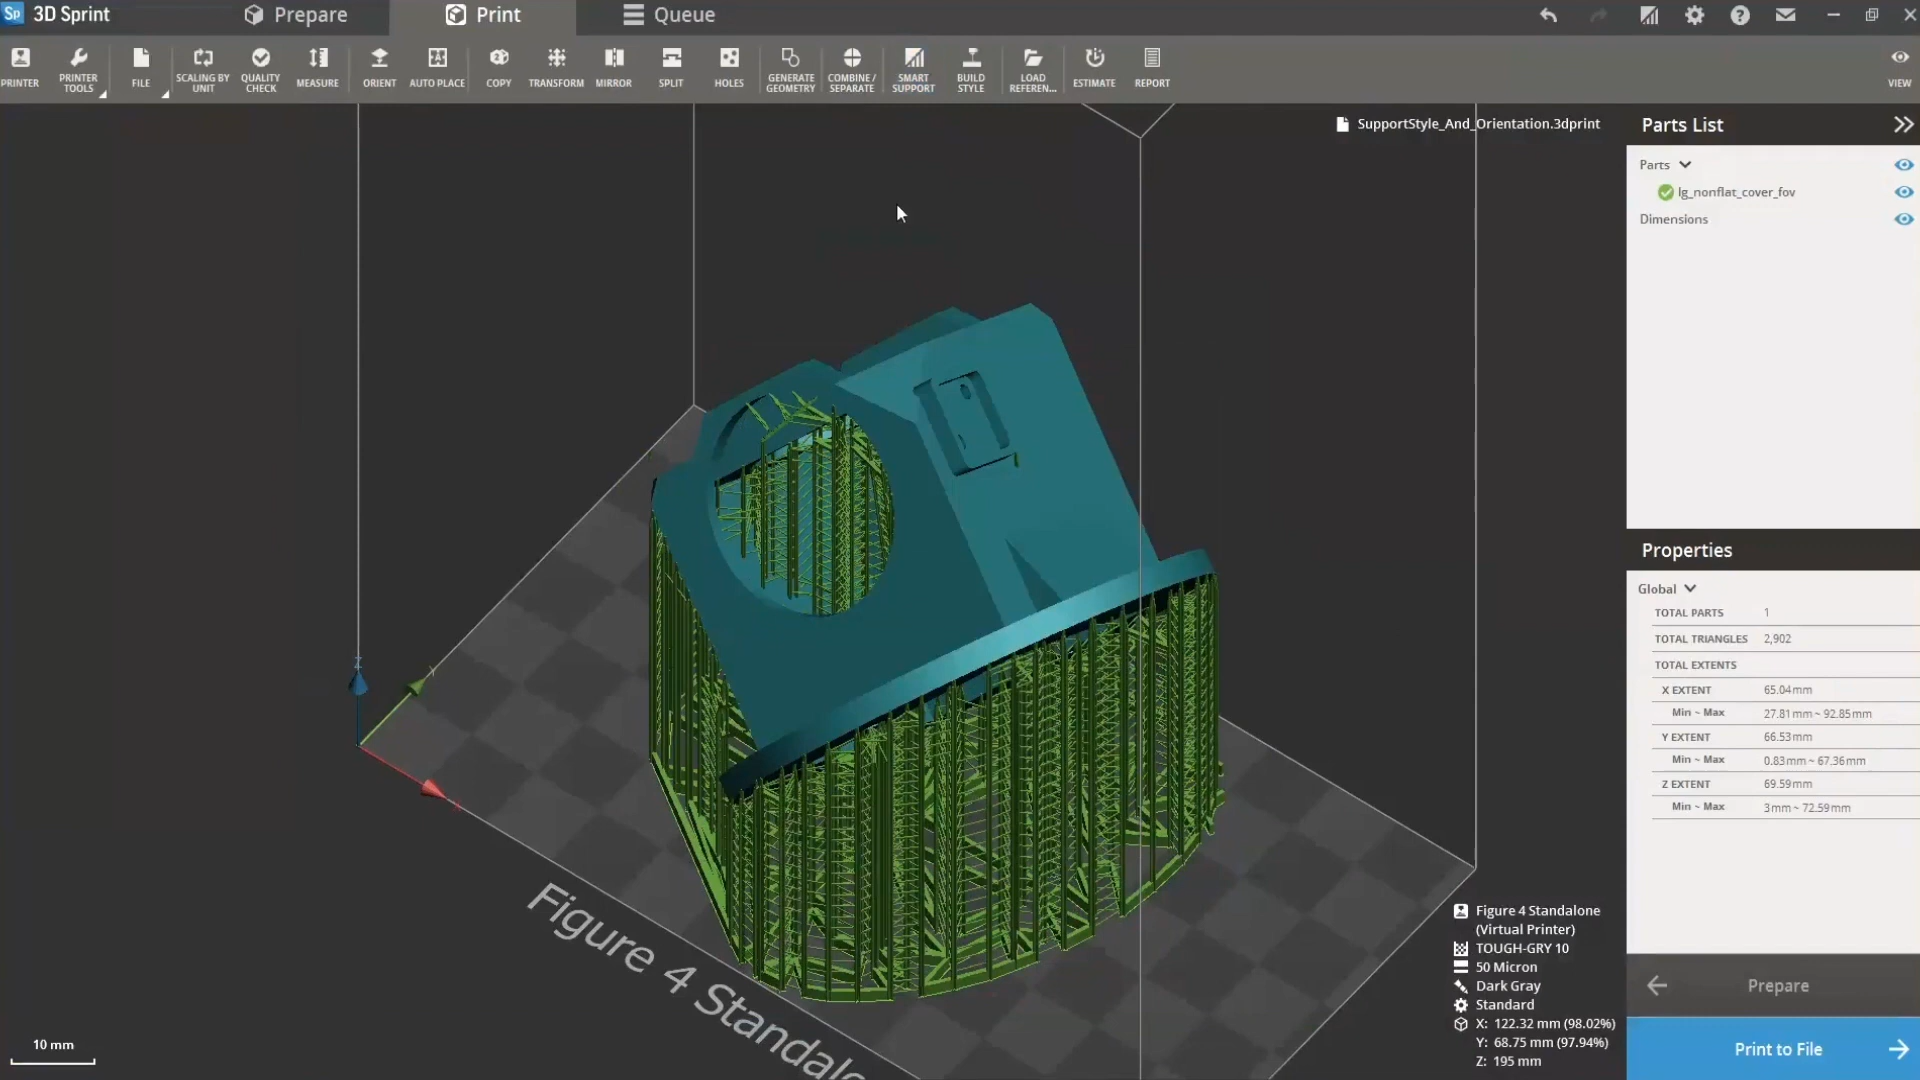 Sp 3D Sprint
Prepare
Print
Queue
PRINTER
PRINTER TOOLS
FILE
SCALING BY UNIT
QUALITY CHECK
MEASURE
ORIENT
AUTO PLACE
COPY
TRANSFORM
MIRROR
SPLIT
HOLES
GENERATE GEOMETRY
COMBINE / SEPARATE
SMART SUPPORT
BUILD STYLE
LOAD REFEREN...
ESTIMATE
REPORT
VIEW
SupportStyle_And_Orientation.3dprint
Parts List
Parts
lg_nonflat_cover_fov
Dimensions
Properties
Global
TOTAL PARTS 1
TOTAL TRIANGLES 2,902
TOTAL EXTENTS
X EXTENT 65.04mm
Min ~ Max 27.81mm ~ 92.85mm
Y EXTENT 66.53mm
Min ~ Max 0.83mm ~ 67.36mm
Z EXTENT 69.59mm
Min ~ Max 3mm ~ 72.59mm
Z
Figure 4 Standalo
Figure 4 Standalone
(Virtual Printer)
TOUGH-GRY 10
50 Micron
Dark Gray
Standard
X: 122.32 mm (98.02%)
Y: 68.75 mm (97.94%)
Z: 195 mm
10 mm
Prepare
Print to File